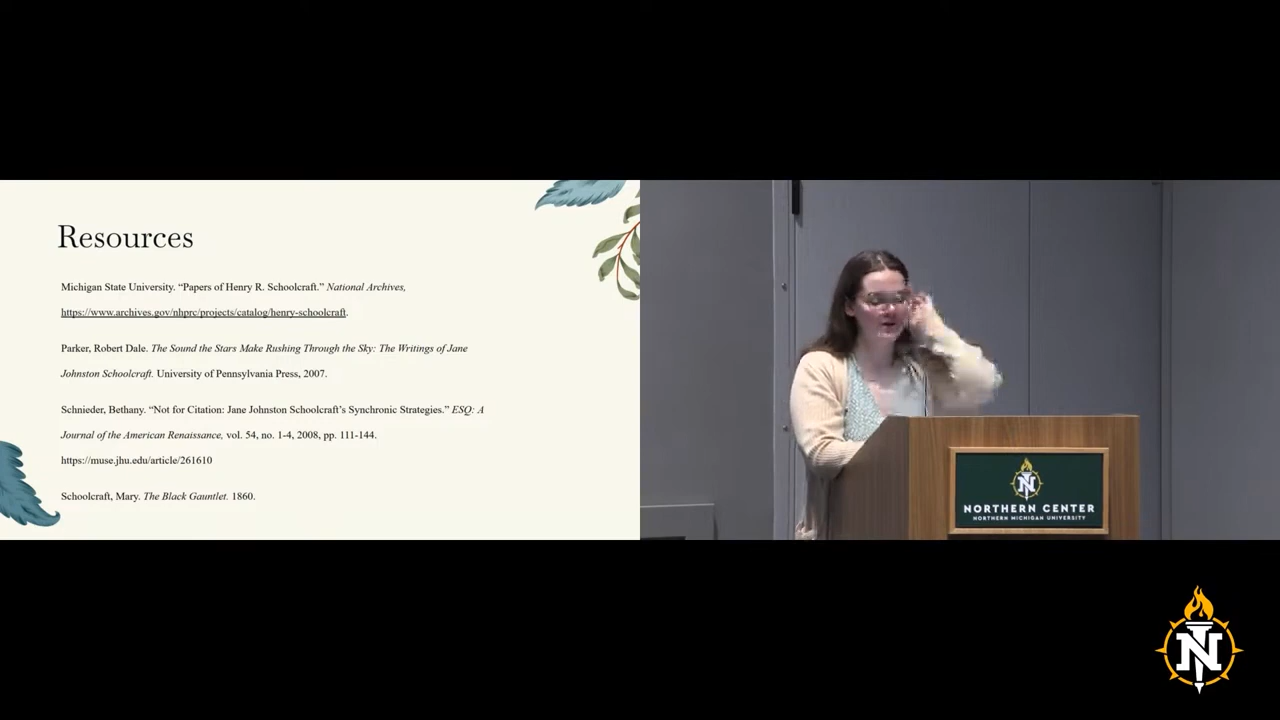 Resources
Michigan State University. “Papers of Henry R. Schoolcraft.” National Archives,
https://www.archives.gov/nhprc/projects/catalog/henry-schoolcraft.
Parker, Robert Dale. The Sound the Stars Make Rushing Through the Sky: The Writings of Jane
Johnston Schoolcraft. University of Pennsylvania Press, 2007.
Schnieder, Bethany. “Not for Citation: Jane Johnston Schoolcraft’s Synchronic Strategies.” ESQ: A
Journal of the American Renaissance, vol. 54, no. 1-4, 2008, pp. 111-144.
https://muse.jhu.edu/article/261610
Schoolcraft, Mary. The Black Gauntlet. 1860.
N
NORTHERN CENTER
NORTHERN MICHIGAN UNIVERSITY
N